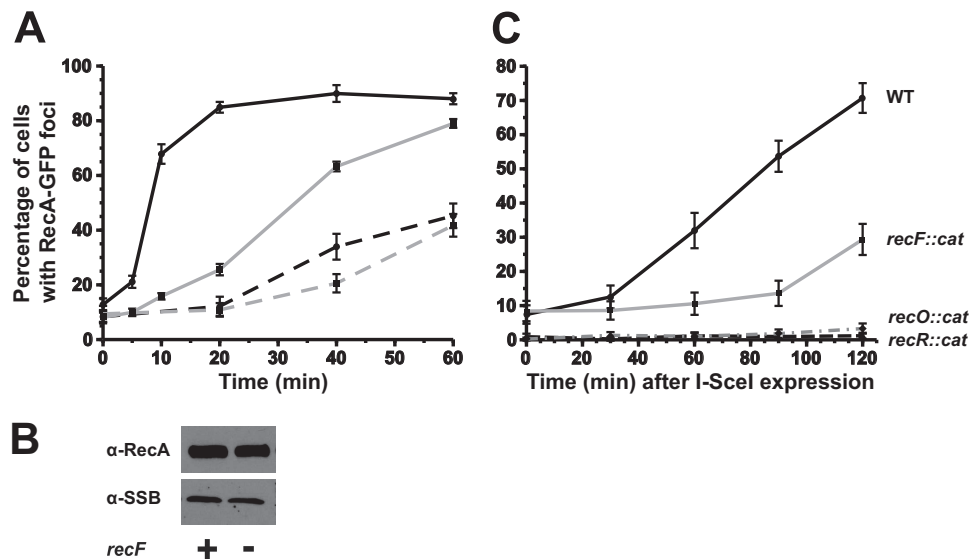 A
C
Percentage of cells
with RecA-GFP foci
100
80
60
40
20
0
0 10 20 30 40 50 60
Time (min)
80
70
60
50
40
30
20
10
0
0 20 40 60 80 100 120
Time (min) after I-SceI expression
WT
recF::cat
recO::cat
recR::cat
B
α-RecA
α-SSB
recF + -